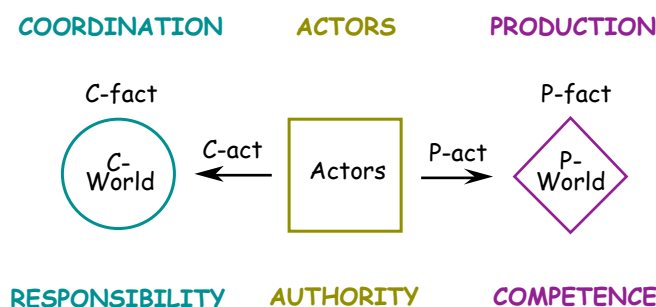 COORDINATION ACTORS PRODUCTION
C-fact P-fact
C-act P-act
C-
World
Actors
P-
World
RESPONSIBILITY AUTHORITY COMPETENCE